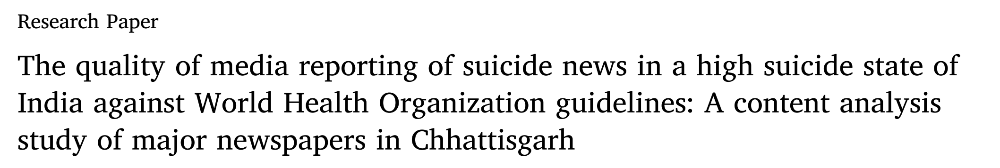 Research Paper
The quality of media reporting of suicide news in a high suicide state of
India against World Health Organization guidelines: A content analysis
study of major newspapers in Chhattisgarh